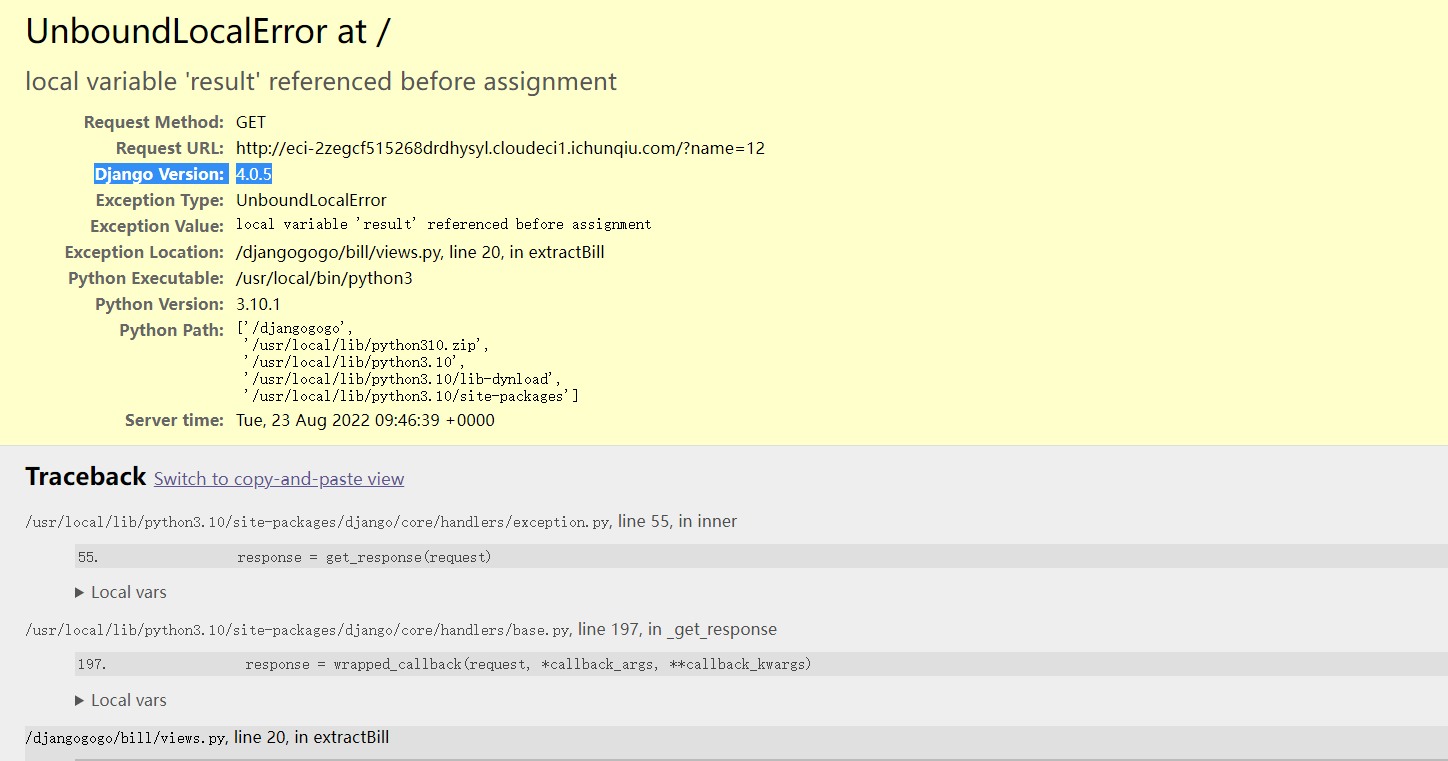 UnboundLocalError at /
local variable 'result' referenced before assignment
Request Method: GET
Request URL: http://eci-2zegcf515268drdhysyl.cloudeci1.ichunqiu.com/?name=12
Django Version: 4.0.5
Exception Type: UnboundLocalError
Exception Value: local variable 'result' referenced before assignment
Exception Location: /djangogogo/bill/views.py, line 20, in extractBill
Python Executable: /usr/local/bin/python3
Python Version: 3.10.1
Python Path: ['/djangogogo',
'/usr/local/lib/python310.zip',
'/usr/local/lib/python3.10',
'/usr/local/lib/python3.10/lib-dynload',
'/usr/local/lib/python3.10/site-packages']
Server time: Tue, 23 Aug 2022 09:46:39 +0000
Traceback Switch to copy-and-paste view
/usr/local/lib/python3.10/site-packages/django/core/handlers/exception.py, line 55, in inner
55. response = get_response(request)
▶ Local vars
/usr/local/lib/python3.10/site-packages/django/core/handlers/base.py, line 197, in _get_response
197. response = wrapped_callback(request, *callback_args, **callback_kwargs)
▶ Local vars
/djangogogo/bill/views.py, line 20, in extractBill